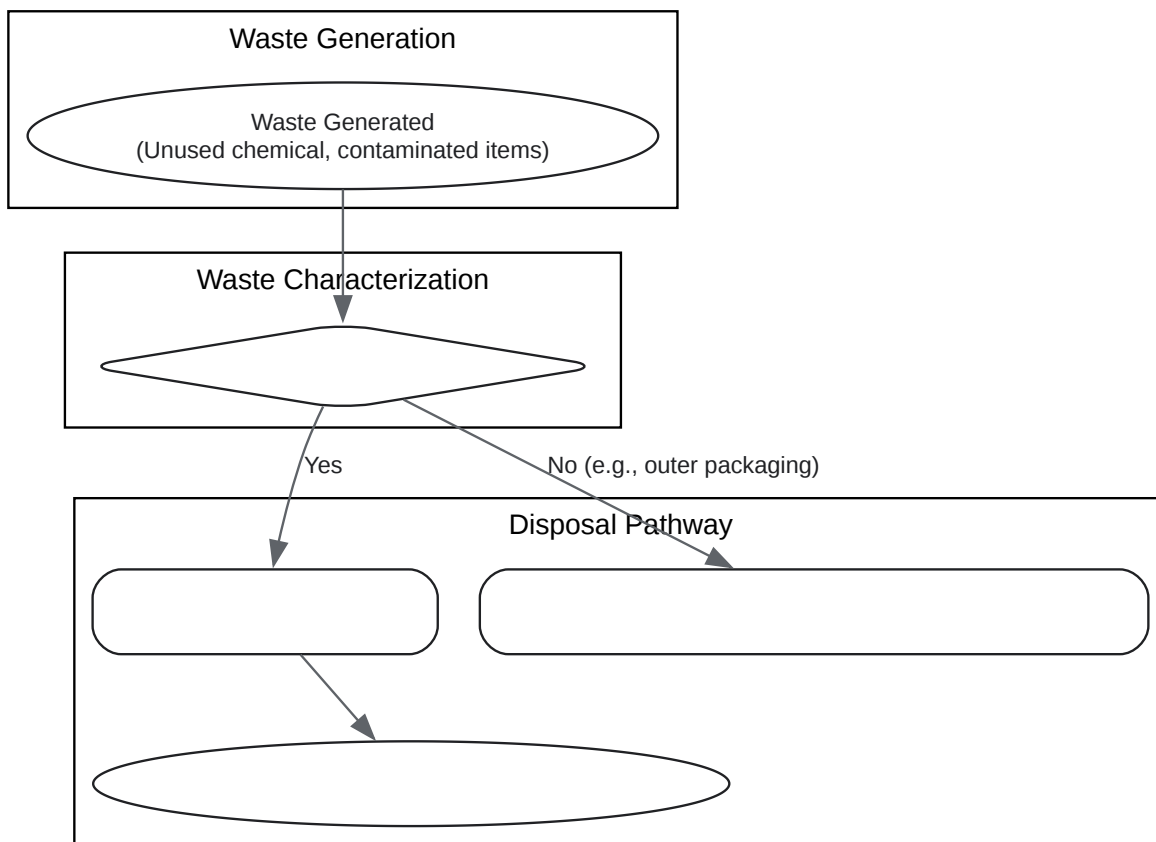 Waste Generation
Waste Generated
(Unused chemical, contaminated items)
Waste Characterization
Yes
No (e.g., outer packaging)
Disposal Pathway